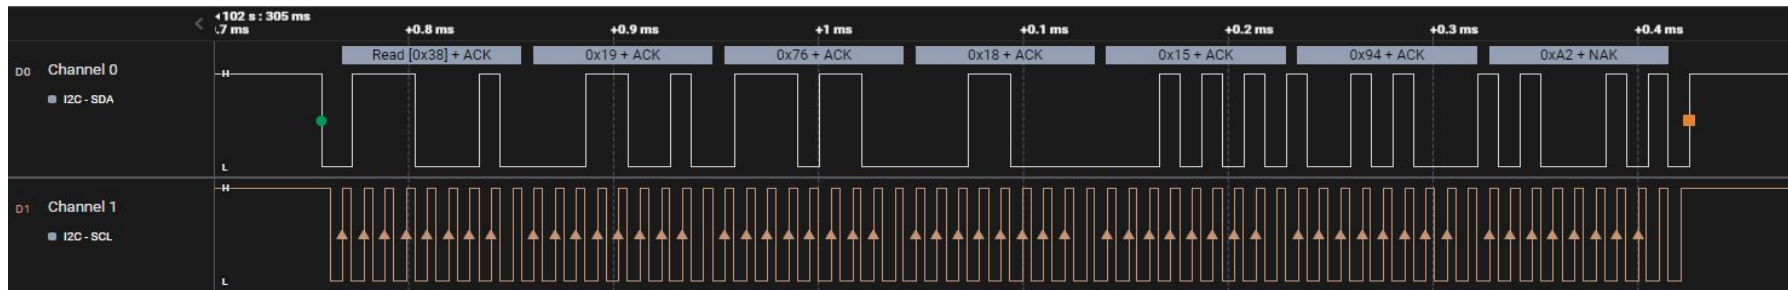 102 s : 305 ms
.7 ms +0.8 ms +0.9 ms +1 ms +0.1 ms +0.2 ms +0.3 ms +0.4 ms
Read [0x38] + ACK 0x19 + ACK 0x76 + ACK 0x18 + ACK 0x15 + ACK 0x94 + ACK 0xA2 + NAK
D0 Channel 0 H
I2C - SDA
L
H
D1 Channel 1
I2C - SCL
L